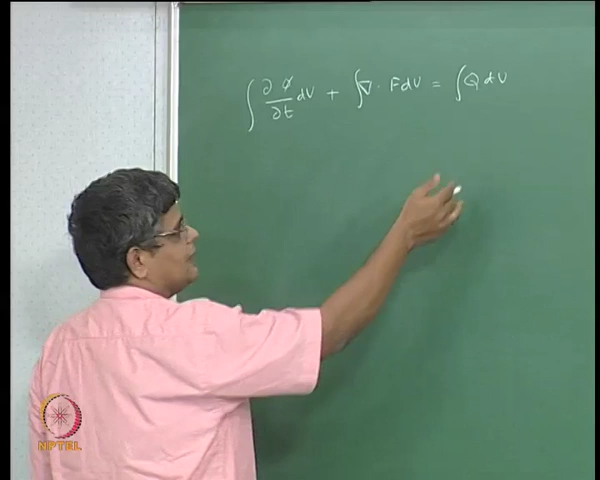 ∫ ∂φ/∂t dV + ∫ ∇ · F dV = ∫ Q dV
NPTEL